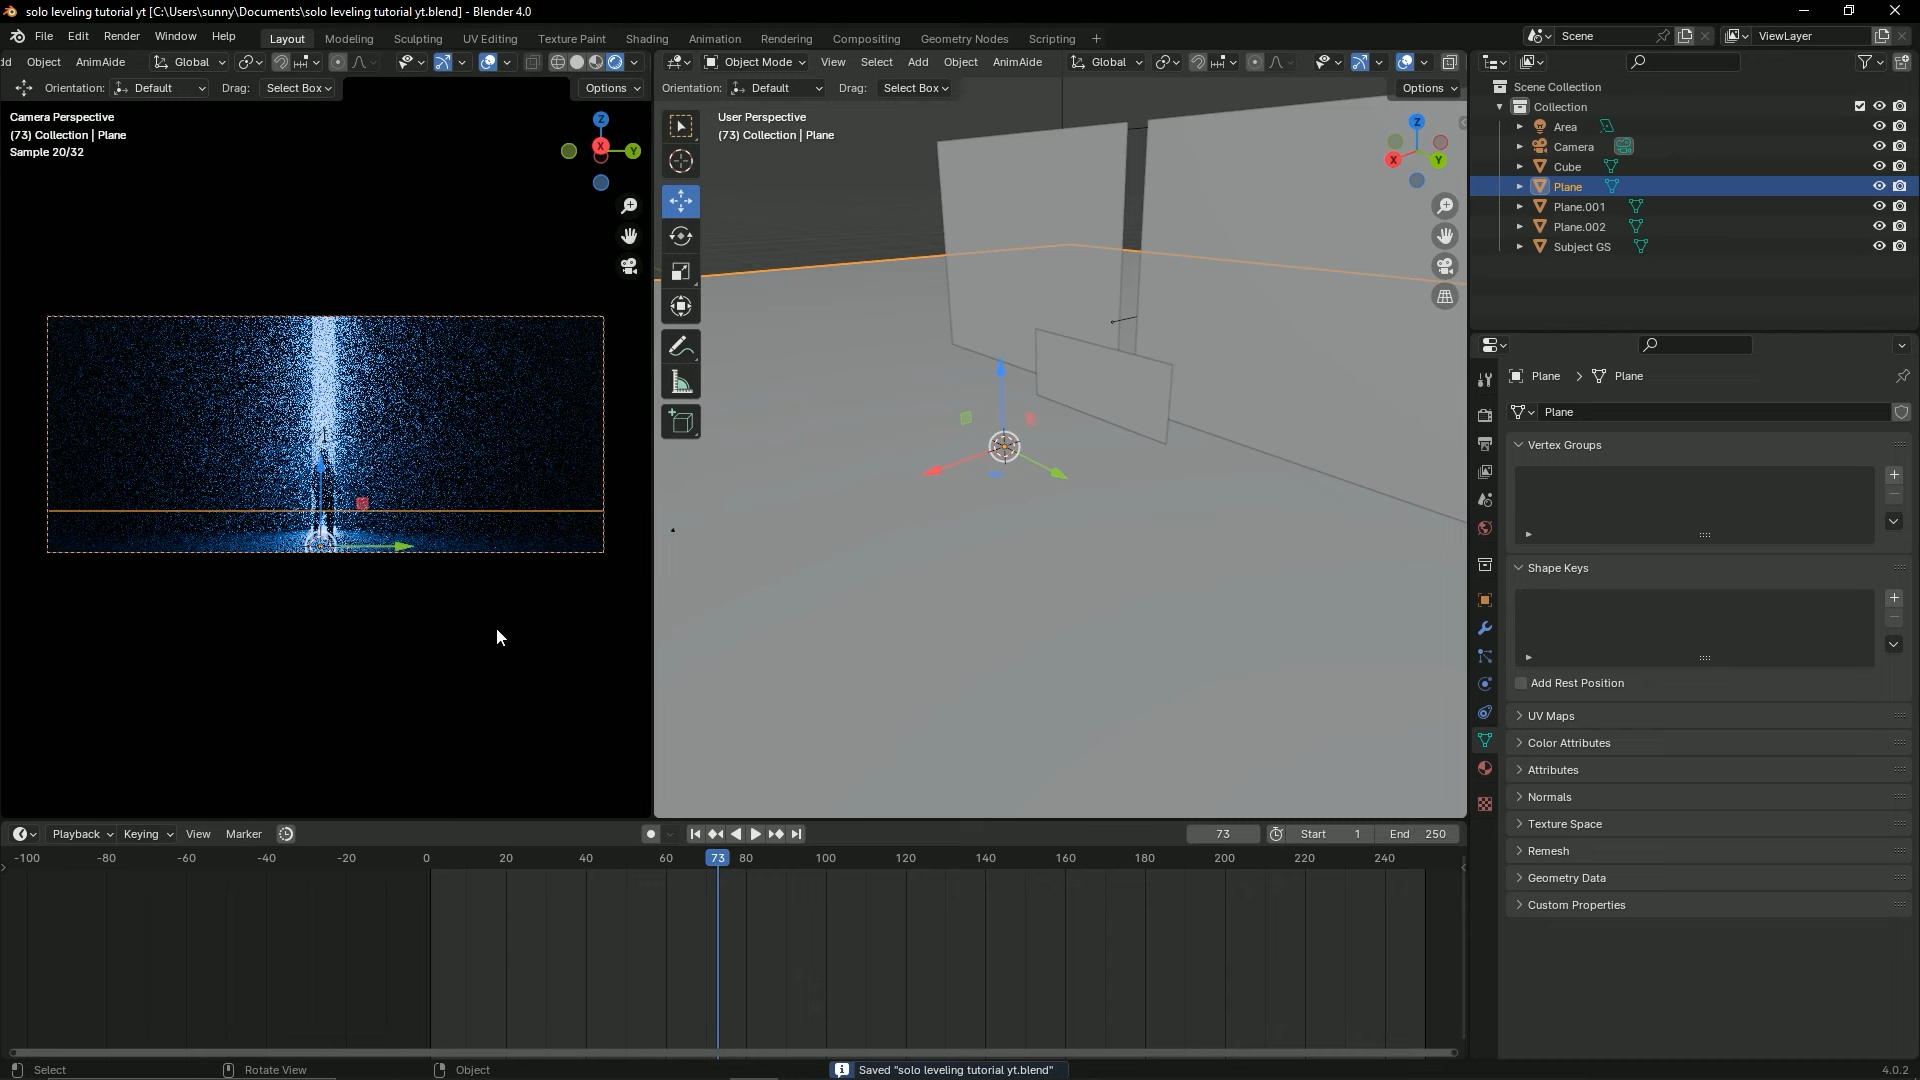 solo leveling tutorial yt [C:\Users\sunny\Documents\solo leveling tutorial yt.blend] - Blender 4.0
File Edit Render Window Help Layout Modeling Sculpting UV Editing Texture Paint Shading Animation Rendering Compositing Geometry Nodes Scripting + Scene ViewLayer
dd Object AnimAide Global
Object Mode View Select Add Object AnimAide Global
Orientation: Default Drag: Select Box Options
Orientation: Default Drag: Select Box Options
Camera Perspective
(73) Collection | Plane
Sample 20/32
Z
X
Y
User Perspective
(73) Collection | Plane
Z
X
Y
Scene Collection
Collection
Area
Camera
Cube
Plane
Plane.001
Plane.002
Subject GS
Plane > Plane
Plane
Vertex Groups
Shape Keys
Add Rest Position
UV Maps
Color Attributes
Attributes
Normals
Texture Space
Remesh
Geometry Data
Custom Properties
Playback Keying View Marker 73 Start 1 End 250
-100 -80 -60 -40 -20 0 20 40 60 73 80 100 120 140 160 180 200 220 240
Select Rotate View Object Saved "solo leveling tutorial yt.blend" 4.0.2